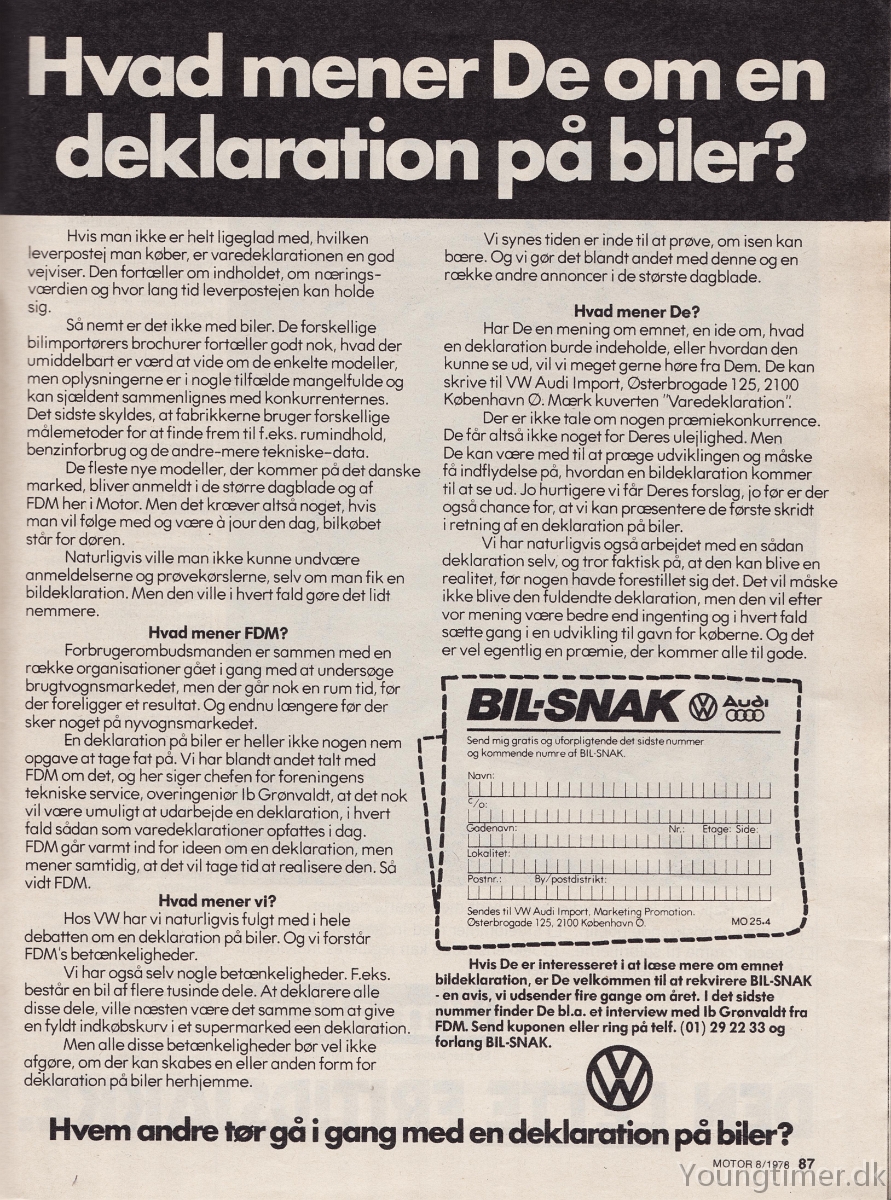 Hvad mener De om en
deklaration på biler?
Hvis man ikke er helt ligeglad med, hvilken
leverpostej man køber, er varedeklarationen en god
vejviser. Den fortæller om indholdet, om nærings-
værdien og hvor lang tid leverpostejen kan holde
sig.
Så nemt er det ikke med biler. De forskellige
bilimportørers brochurer fortæller godt nok, hvad der
umiddelbart er værd at vide om de enkelte modeller,
men oplysningerne er i nogle tilfælde mangelfulde og
kan sjældent sammenlignes med konkurrenternes.
Det sidste skyldes, at fabrikkerne bruger forskellige
målemetoder for at finde frem til f.eks. rumindhold,
benzinforbrug og de andre-mere tekniske-data.
De fleste nye modeller, der kommer på det danske
marked, bliver anmeldt i de større dagblade og af
FDM her i Motor. Men det kræver altså noget, hvis
man vil følge med og være à jour den dag, bilkøbet
står for døren.
Naturligvis ville man ikke kunne undvære
anmeldelserne og prøvekørslerne, selv om man fik en
bildeklaration. Men den ville i hvert fald gøre det lidt
nemmere.
Hvad mener FDM?
Forbrugerombudsmanden er sammen med en
række organisationer gået i gang med at undersøge
brugtvognsmarkedet, men der går nok en rum tid, før
der foreligger et resultat. Og endnu længere før der
sker noget på nyvognsmarkedet.
En deklaration på biler er heller ikke nogen nem
opgave at tage fat på. Vi har blandt andet talt med
FDM om det, og her siger chefen for foreningens
tekniske service, overingeniør Ib Grønvaldt, at det nok
vil være umuligt at udarbejde en deklaration, i hvert
fald sådan som varedeklarationer opfattes i dag.
FDM går varmt ind for ideen om en deklaration, men
mener samtidig, at det vil tage tid at realisere den. Så
vidt FDM.
Hvad mener vi?
Hos VW har vi naturligvis fulgt med i hele
debatten om en deklaration på biler. Og vi forstår
FDM's betænkeligheder.
Vi har også selv nogle betænkeligheder. F.eks.
består en bil af flere tusinde dele. At deklarere alle
disse dele, ville næsten være det samme som at give
en fyldt indkøbskurv i et supermarked een deklaration.
Men alle disse betænkeligheder bør vel ikke
afgøre, om der kan skabes en eller anden form for
deklaration på biler herhjemme.
Vi synes tiden er inde til at prøve, om isen kan
bære. Og vi gør det blandt andet med denne og en
række andre annoncer i de største dagblade.
Hvad mener De?
Har De en mening om emnet, en ide om, hvad
en deklaration burde indeholde, eller hvordan den
kunne se ud, vil vi meget gerne høre fra Dem. De kan
skrive til VW Audi Import, Østerbrogade 125, 2100
København Ø. Mærk kuverten "Varedeklaration".
Der er ikke tale om nogen præmiekonkurrence.
De får altså ikke noget for Deres ulejlighed. Men
De kan være med til at præge udviklingen og måske
få indflydelse på, hvordan en bildeklaration kommer
til at se ud. Jo hurtigere vi får Deres forslag, jo før er der
også chance for, at vi kan præsentere de første skridt
i retning af en deklaration på biler.
Vi har naturligvis også arbejdet med en sådan
deklaration selv, og tror faktisk på, at den kan blive en
realitet, før nogen havde forestillet sig det. Det vil måske
ikke blive den fuldendte deklaration, men den vil efter
vor mening være bedre end ingenting og i hvert fald
sætte gang i en udvikling til gavn for køberne. Og det
er vel egentlig en præmie, der kommer alle til gode.
BIL-SNAK VW Audi
Send mig gratis og uforpligtende det sidste nummer
og kommende numre af BIL-SNAK.
Navn:
c/o:
Gadenavn: Nr.: Etage: Side:
Lokalitet:
Postnr.: By/postdistrikt:
Sendes til VW Audi Import, Marketing Promotion.
Østerbrogade 125, 2100 København Ø. MO 25-4
Hvis De er interesseret i at læse mere om emnet
bildeklaration, er De velkommen til at rekvirere BIL-SNAK
- en avis, vi udsender fire gange om året. I det sidste
nummer finder De bl.a. et interview med Ib Grønvaldt fra
FDM. Send kuponen eller ring på telf. (01) 29 22 33 og
forlang BIL-SNAK.
VW
Hvem andre tør gå i gang med en deklaration på biler?
MOTOR 8/1978 87
Youngtimer.dk